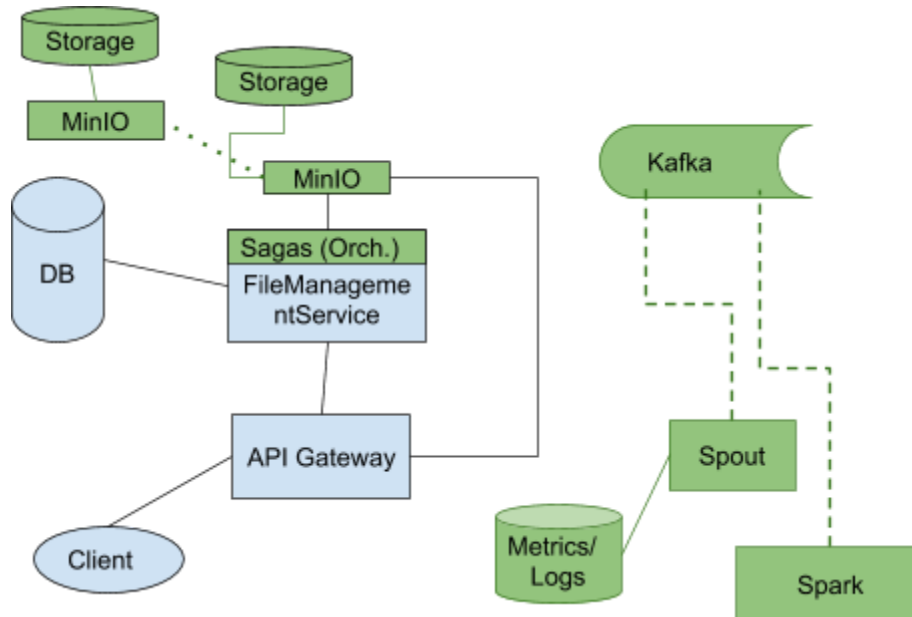 Storage
Storage
MinIO
MinIO
Kafka
Sagas (Orch.)
DB
FileManageme
ntService
API Gateway
Spout
Metrics/
Logs
Client
Spark